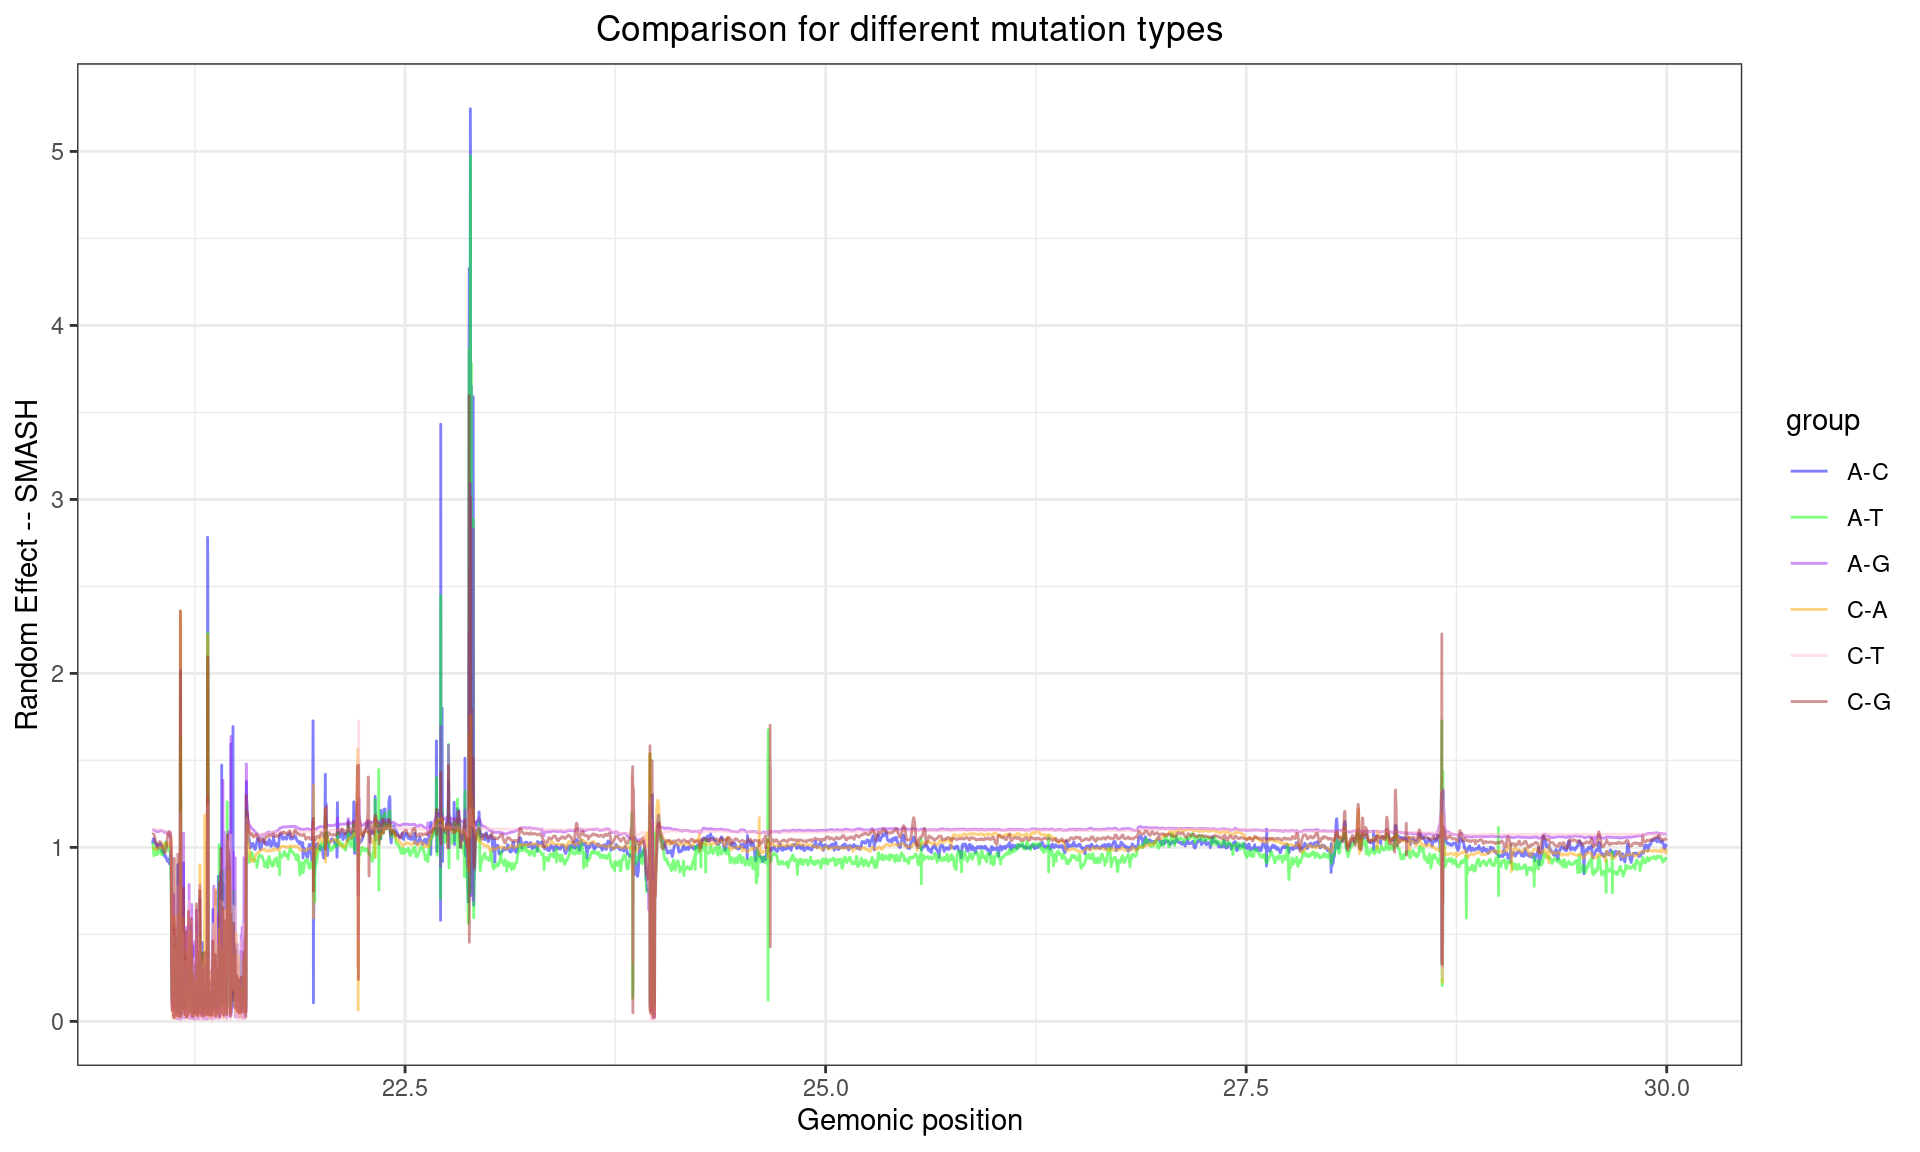 Comparison for different mutation types
Random Effect -- SMASH
5
4
3
2
1
0
22.5
25.0
27.5
30.0
Gemonic position
group
A-C
A-T
A-G
C-A
C-T
C-G